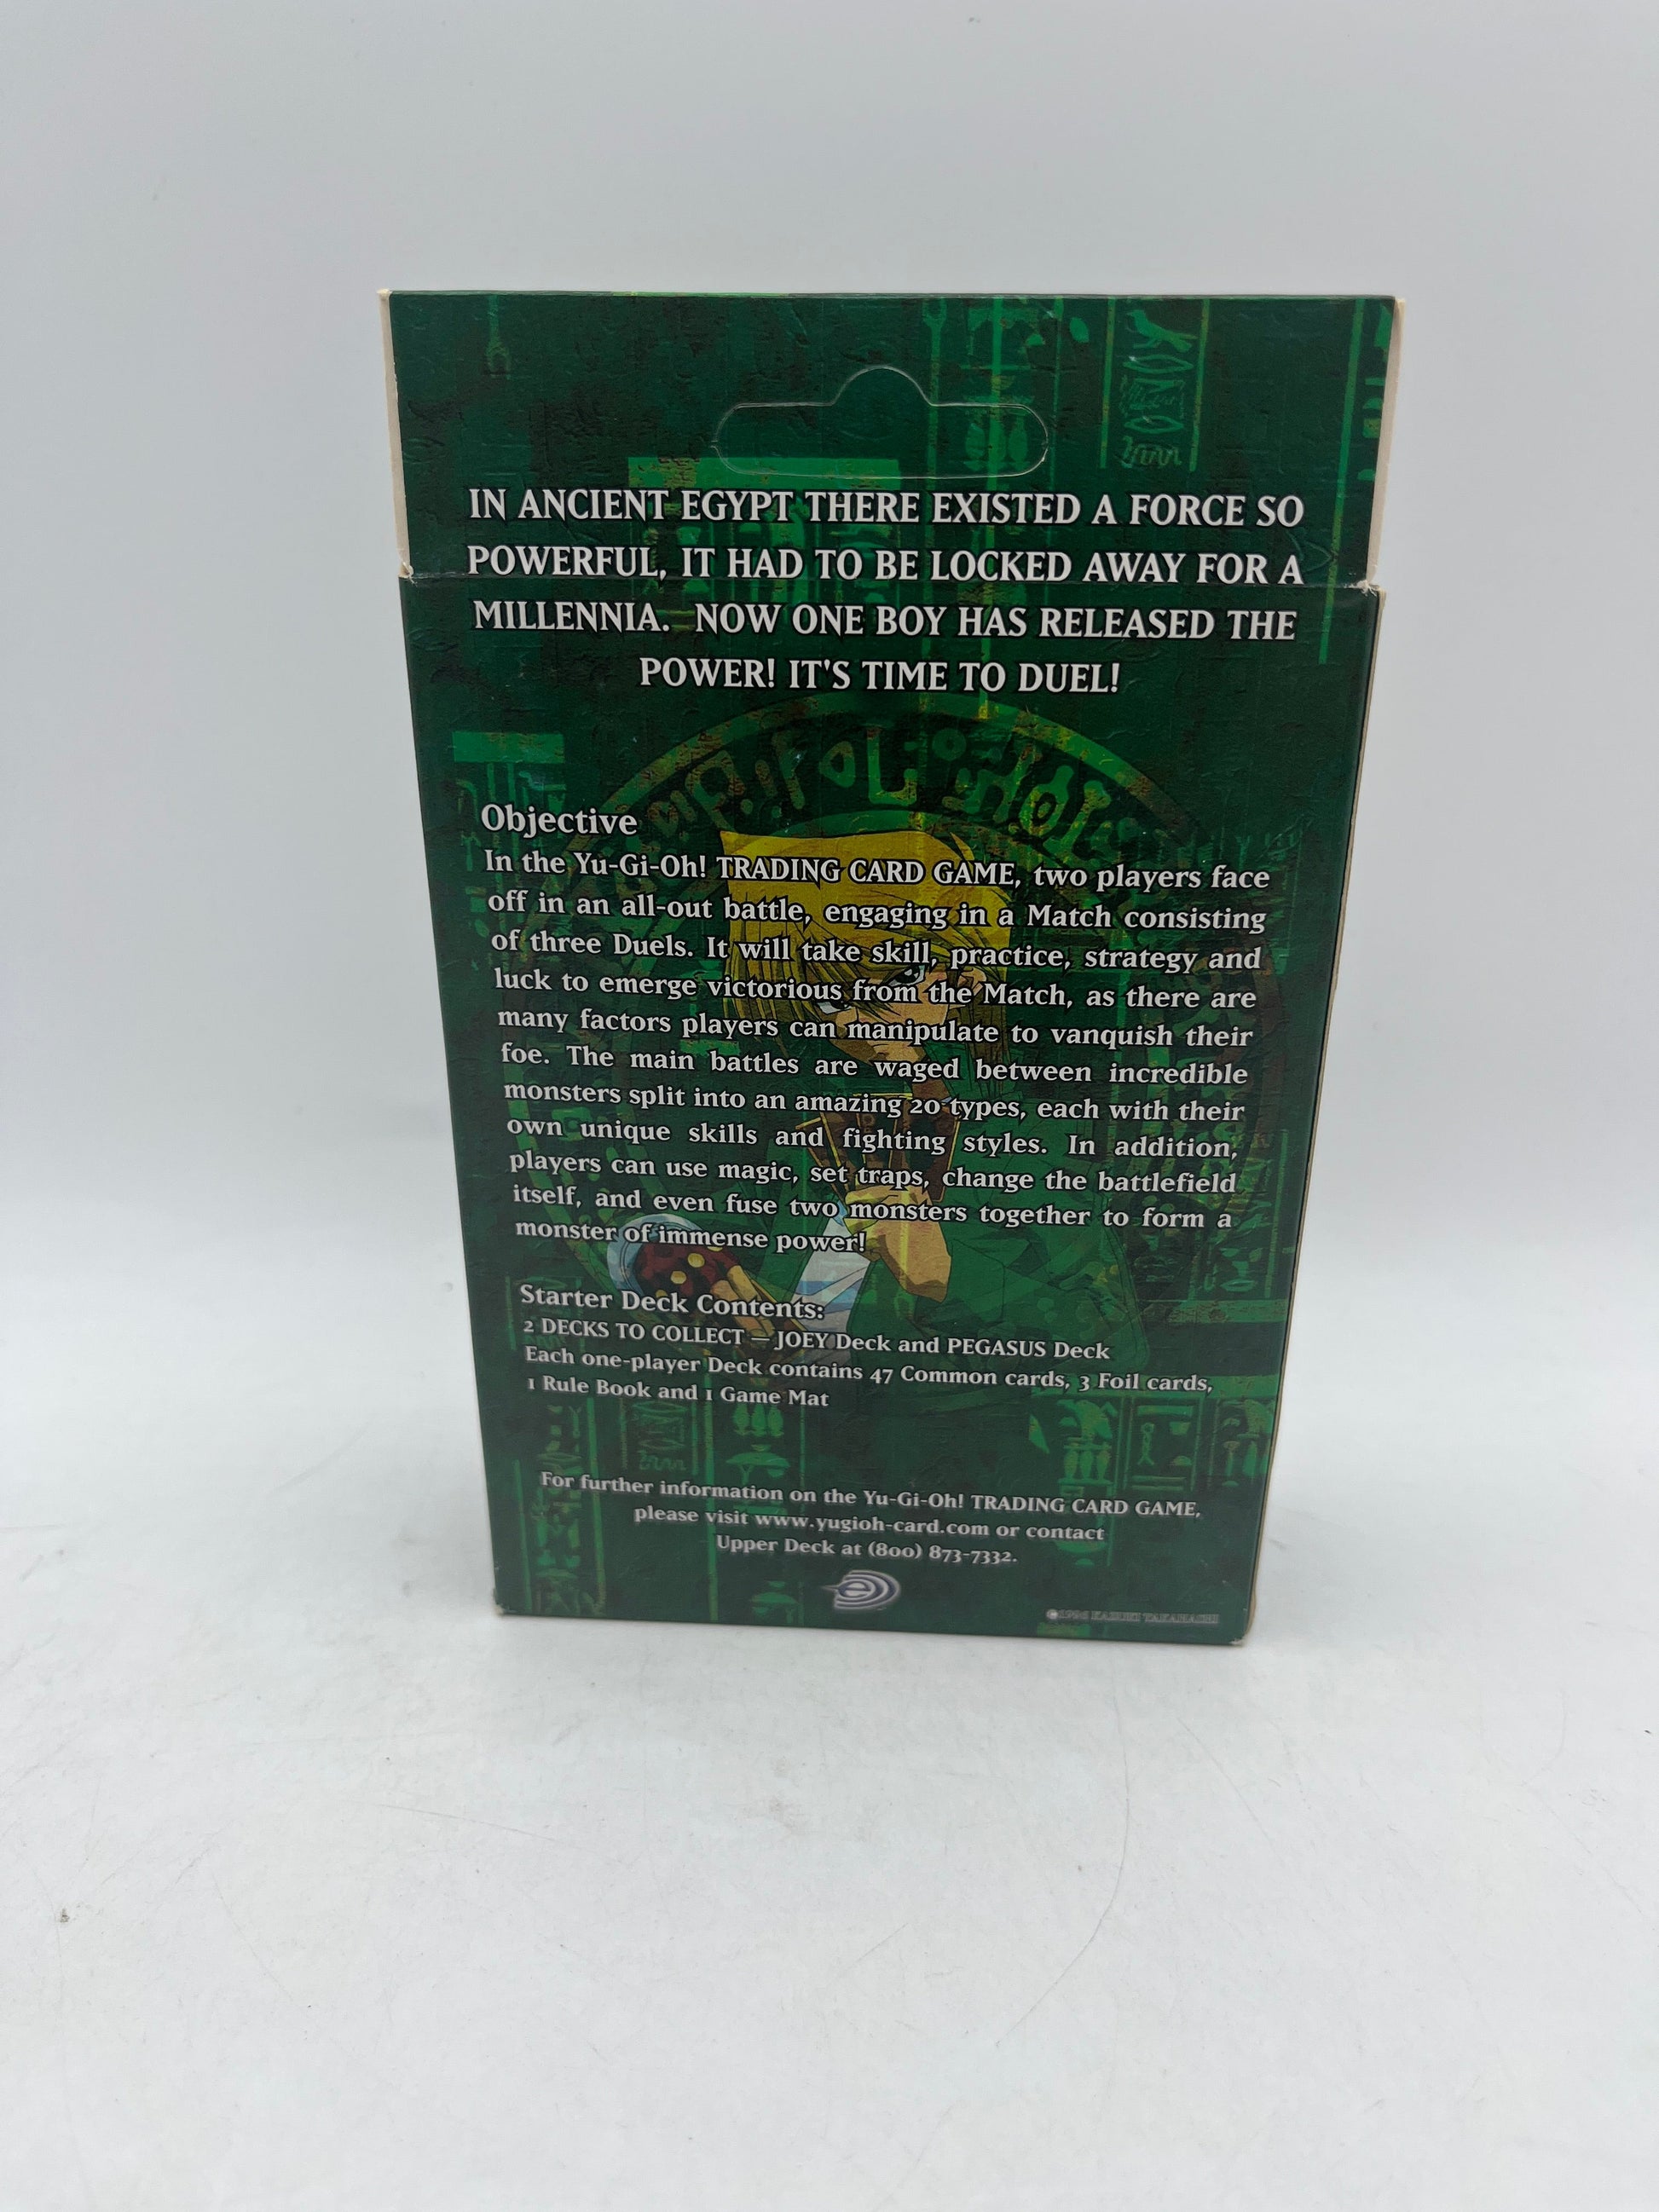 IN ANCIENT EGYPT THERE EXISTED A FORCE SO
POWERFUL, IT HAD TO BE LOCKED AWAY FOR A
MILLENNIA. NOW ONE BOY HAS RELEASED THE
POWER! IT'S TIME TO DUEL!
Objective
In the Yu-Gi-Oh! TRADING CARD GAME, two players face
off in an all-out battle, engaging in a Match consisting
of three Duels. It will take skill, practice, strategy and
luck to emerge victorious from the Match, as there are
many factors players can manipulate to vanquish their
foe. The main battles are waged between incredible
monsters split into an amazing 20 types, each with their
own unique skills and fighting styles. In addition,
players can use magic, set traps, change the battlefield
itself, and even fuse two monsters together to form a
monster of immense power!
Starter Deck Contents:
2 DECKS TO COLLECT — JOEY Deck and PEGASUS Deck
Each one-player Deck contains 47 Common cards, 3 Foil cards,
1 Rule Book and 1 Game Mat
For further information on the Yu-Gi-Oh! TRADING CARD GAME,
please visit www.yugioh-card.com or contact
Upper Deck at (800) 873-7332.
©1996 KAZUKI TAKAHASHI